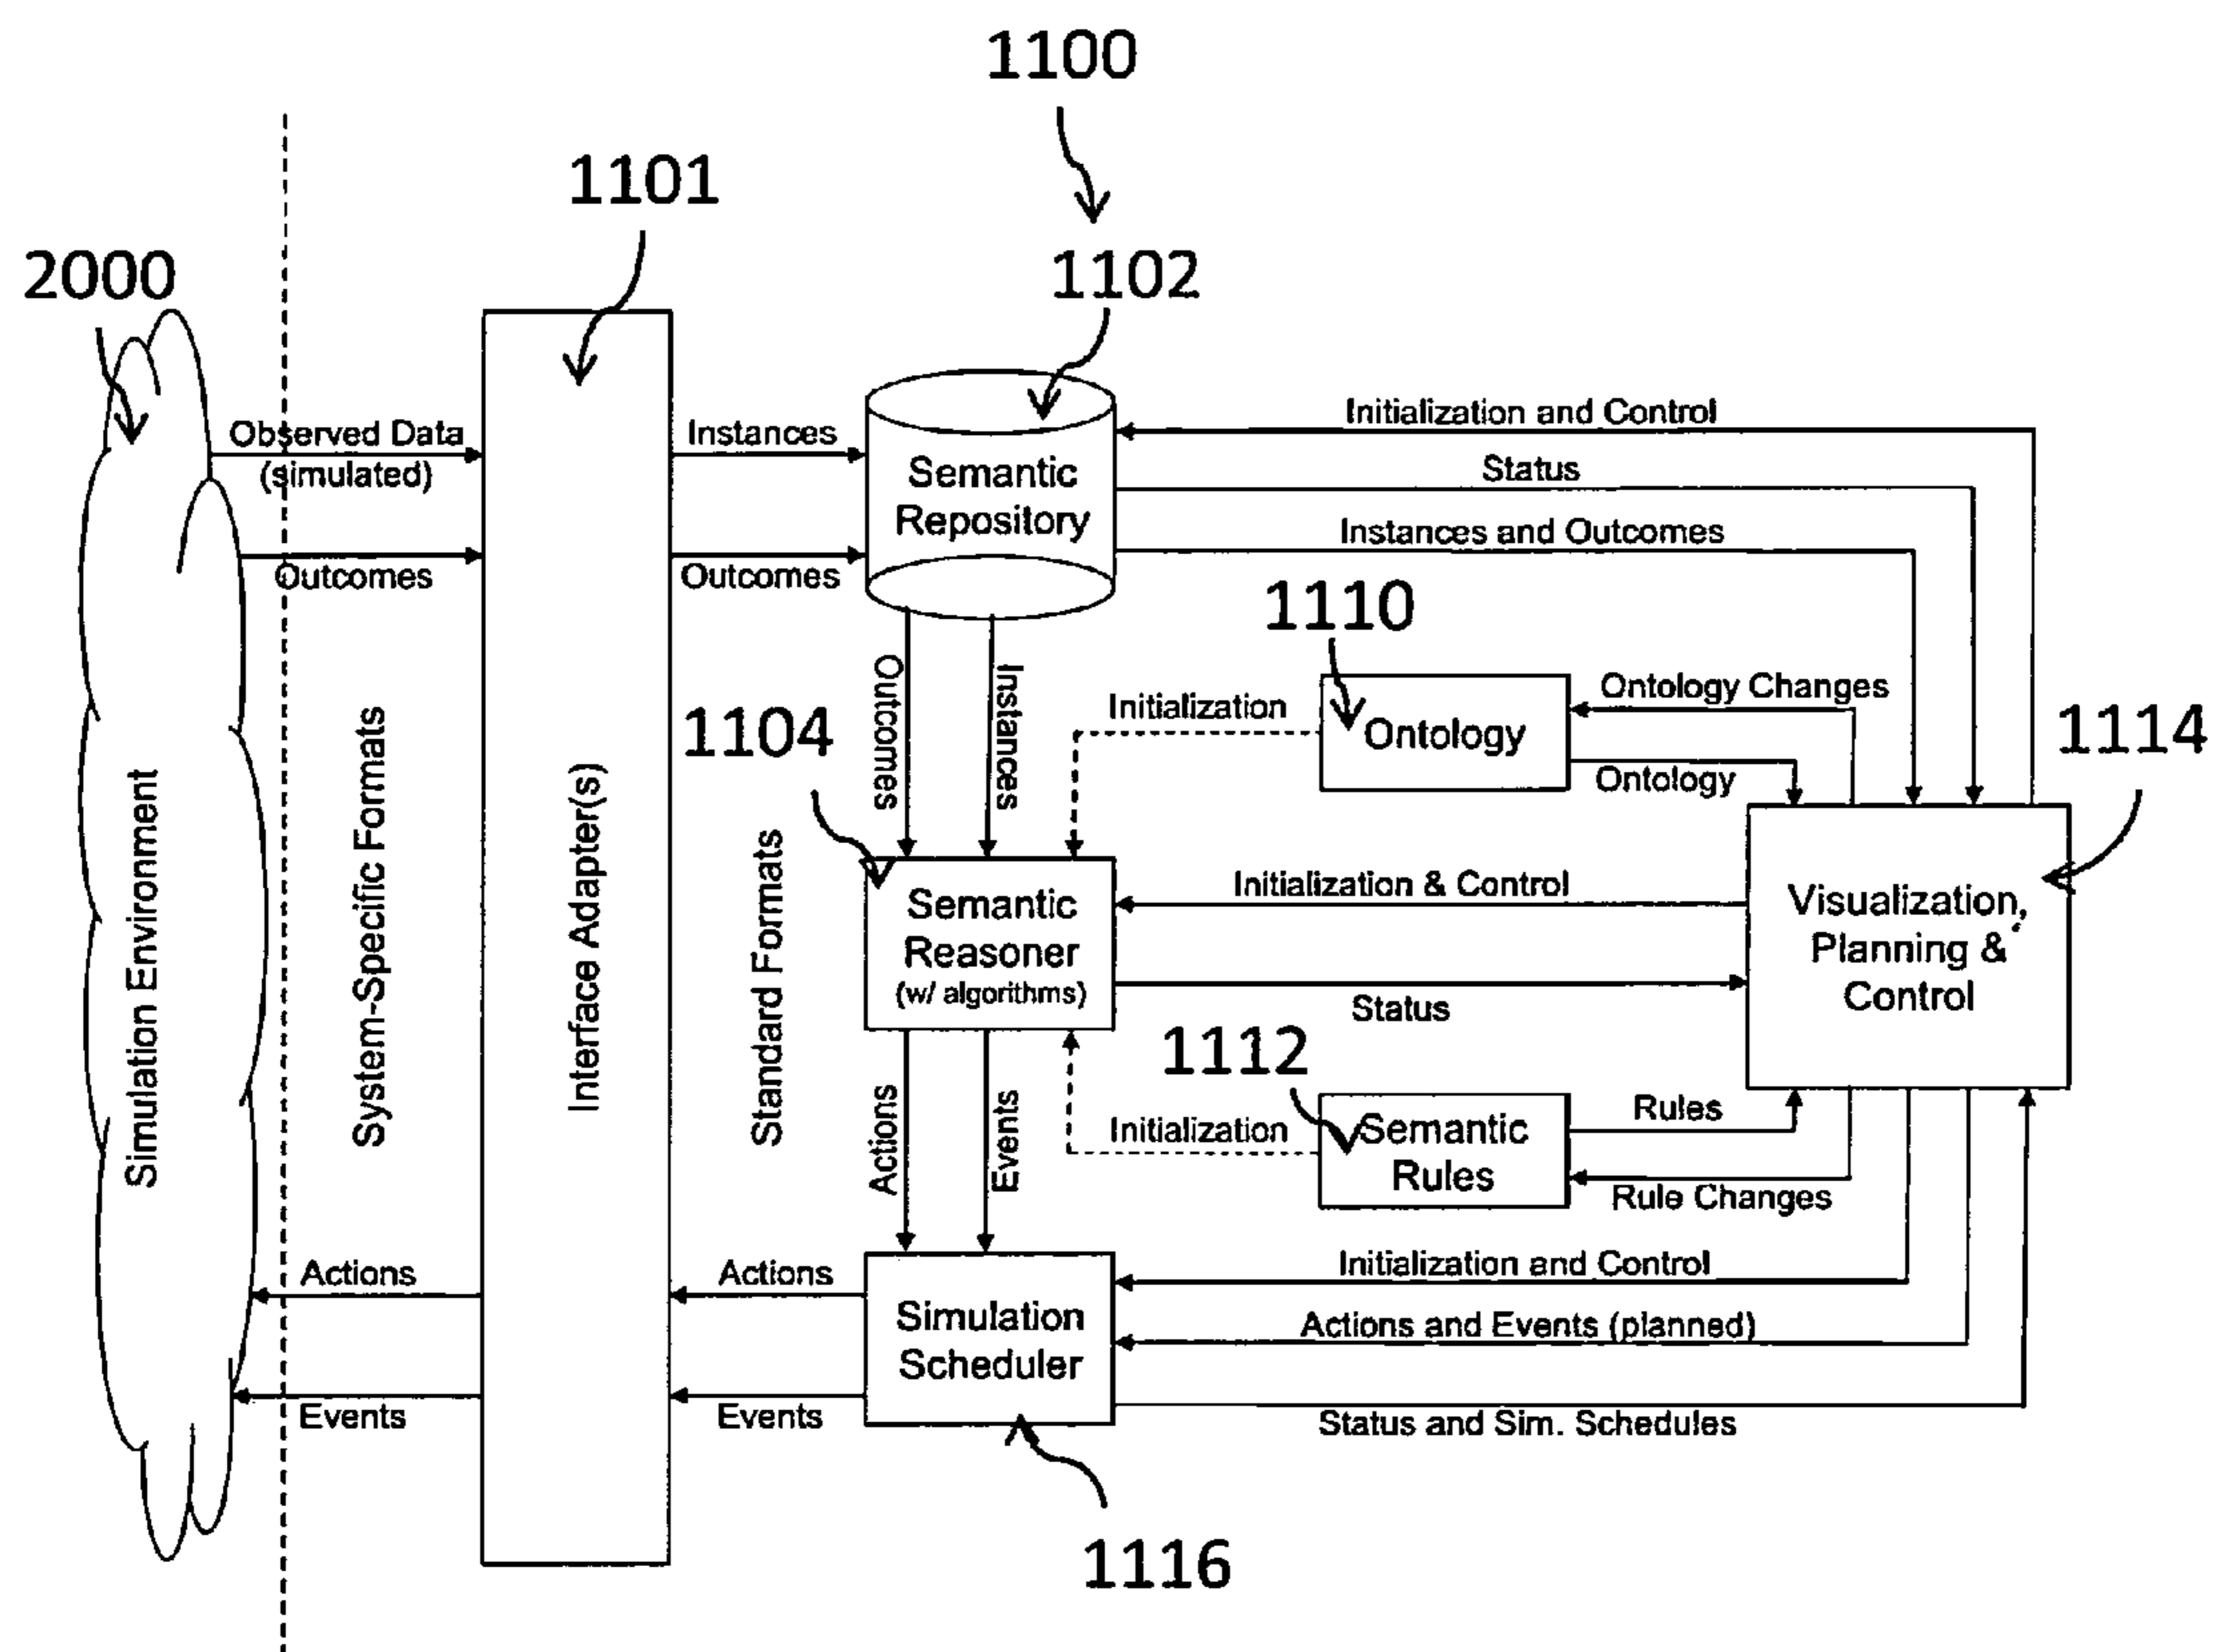 1100
1101
1102
2000
Initialization and Control
Observed Data
(simulated)
Instances
Semantic
Repository
Status
Instances and Outcomes
Outcomes
Outcomes
1110
Outcomes
Instances
Ontology Changes
Initialization
Ontology
Ontology
1104
1114
Simulation Environment
System-Specific Formats
Interface Adapter(s)
Standard Formats
Semantic
Reasoner
(w/ algorithms)
Initialization & Control
Status
Visualization,
Planning &
Control
1112
Actions
Events
Initialization
Semantic
Rules
Rules
Rule Changes
Actions
Actions
Simulation
Scheduler
Initialization and Control
Actions and Events (planned)
Events
Events
Status and Sim. Schedules
1116